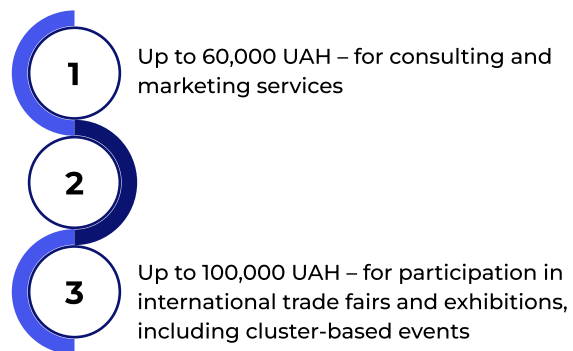 1
Up to 60,000 UAH – for consulting and
marketing services
2
3
Up to 100,000 UAH – for participation in
international trade fairs and exhibitions,
including cluster-based events